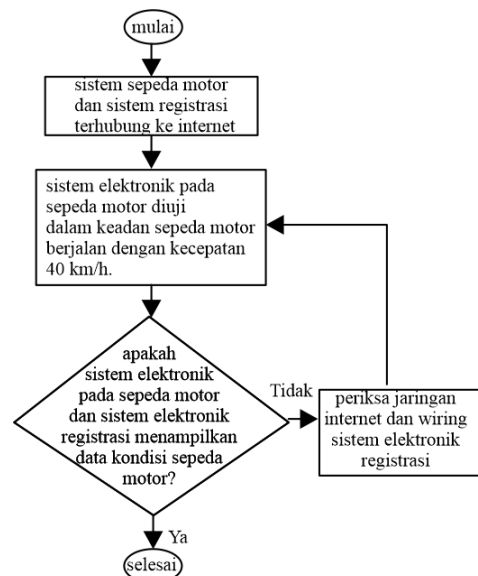 mulai
sistem sepeda motor
dan sistem registrasi
terhubung ke internet
sistem elektronik pada
sepeda motor diuji
dalam keadan sepeda motor
berjalan dengan kecepatan
40 km/h.
apakah
sistem elektronik
pada sepeda motor
dan sistem elektronik
registrasi menampilkan
data kondisi sepeda
motor?
Tidak
periksa jaringan
internet dan wiring
sistem elektronik
registrasi
Ya
selesai